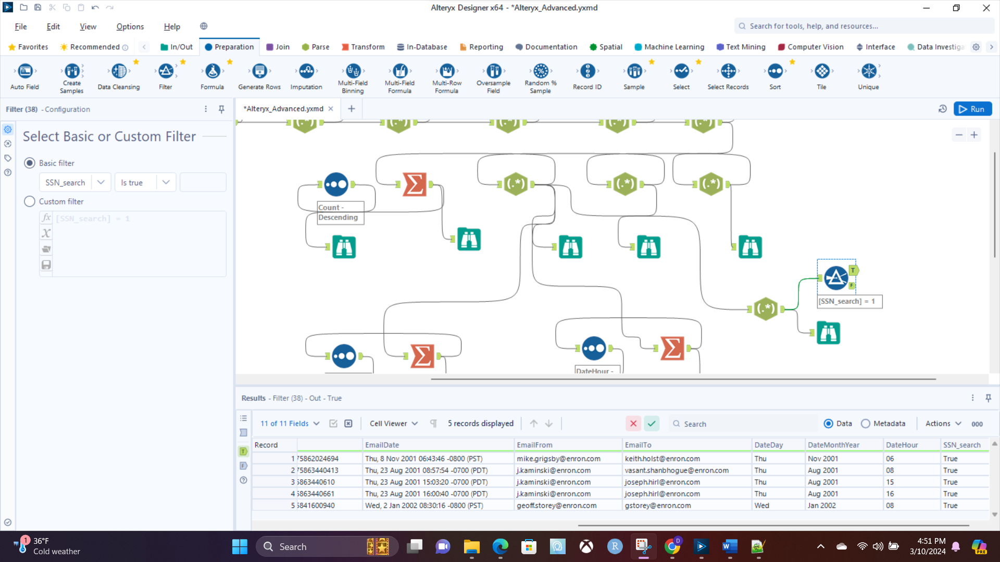 Alteryx Designer x64 - *Alteryx_Advanced.yxmd
File Edit View Options Help
Search for tools, help, and resources...
Favorites Recommended In/Out Preparation Join Parse Transform In-Database Reporting Documentation Spatial Machine Learning Text Mining Computer Vision Interface Data Investiga
Auto Field
Create
Samples
Data Cleansing
Filter
Formula
Generate Rows
Imputation
Multi-Field
Binning
Multi-Field
Formula
Multi-Row
Formula
Oversample
Field
Random %
Sample
Record ID
Sample
Select
Select Records
Sort
Tile
Unique
Filter (38) - Configuration
*Alteryx_Advanced.yxmd
Run
Select Basic or Custom Filter
Basic filter
SSN_search Is true
Custom filter
fx [SSN_search] = 1
X
(.*) (.*) (.*) (.*) (.*)
Σ (.*) (.*) (.*)
Count -
Descending
T
F
[SSN_search] = 1
(.*)
Σ Σ
DateHour -
Results - Filter (38) - Out - True
11 of 11 Fields Cell Viewer 5 records displayed Search Data Metadata Actions 000
Record EmailDate EmailFrom EmailTo DateDay DateMonthYear DateHour SSN_search
1 75862024694 Thu, 8 Nov 2001 06:43:46 -0800 (PST) mike.grigsby@enron.com keith.holst@enron.com Thu Nov 2001 06 True
2 75863440413 Thu, 23 Aug 2001 08:57:54 -0700 (PDT) j.kaminski@enron.com vasant.shanbhogue@enron.com Thu Aug 2001 08 True
3 5863440610 Thu, 23 Aug 2001 15:03:20 -0700 (PDT) j.kaminski@enron.com joseph.hirl@enron.com Thu Aug 2001 15 True
4 5863440661 Thu, 23 Aug 2001 16:00:40 -0700 (PDT) j.kaminski@enron.com joseph.hirl@enron.com Thu Aug 2001 16 True
5 5841600940 Wed, 2 Jan 2002 08:30:16 -0800 (PST) geoff.storey@enron.com gstorey@enron.com Wed Jan 2002 08 True
T
F
1
36°F
Cold weather
Search
R
D
W
4:51 PM
3/10/2024
PRE